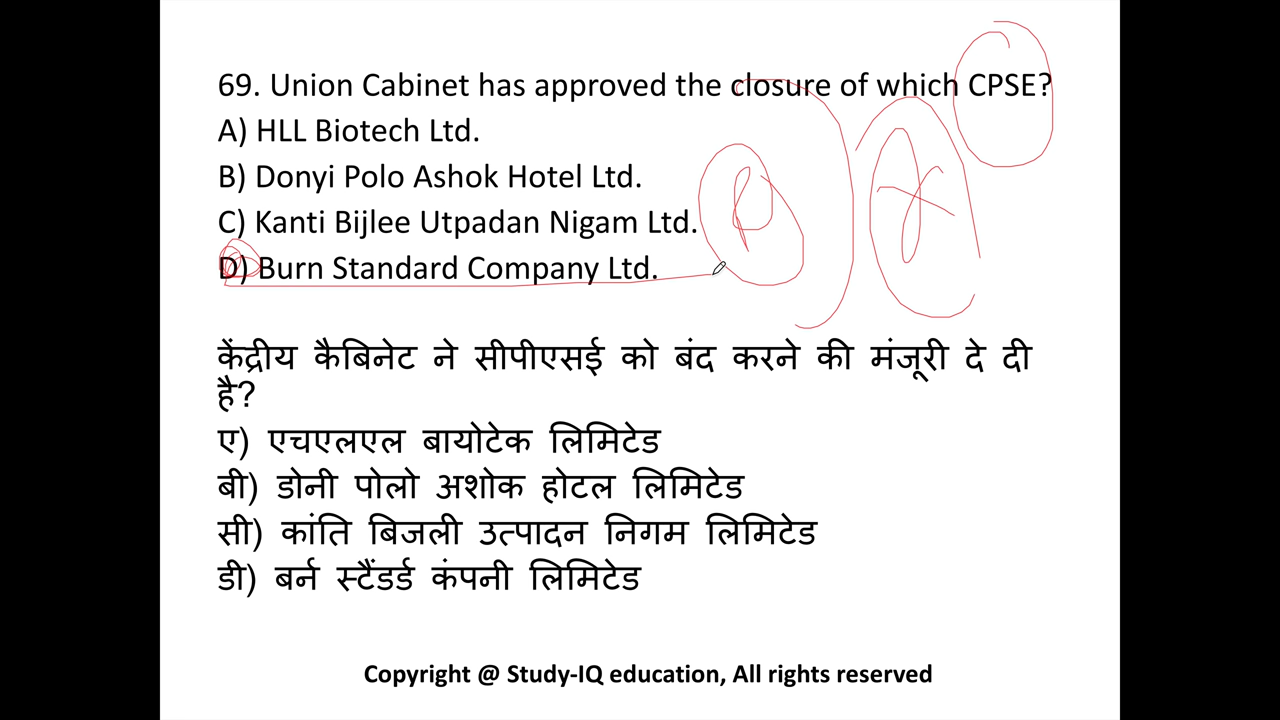 69. Union Cabinet has approved the closure of which CPSE?
A) HLL Biotech Ltd.
B) Donyi Polo Ashok Hotel Ltd.
C) Kanti Bijlee Utpadan Nigam Ltd.
D) Burn Standard Company Ltd.
केंद्रीय कैबिनेट ने सीपीएसई को बंद करने की मंजूरी दे दी
है?
ए) एचएलएल बायोटेक लिमिटेड
बी) डोनी पोलो अशोक होटल लिमिटेड
सी) कांति बिजली उत्पादन निगम लिमिटेड
डी) बर्न स्टैंडर्ड कंपनी लिमिटेड
Copyright @ Study-IQ education, All rights reserved